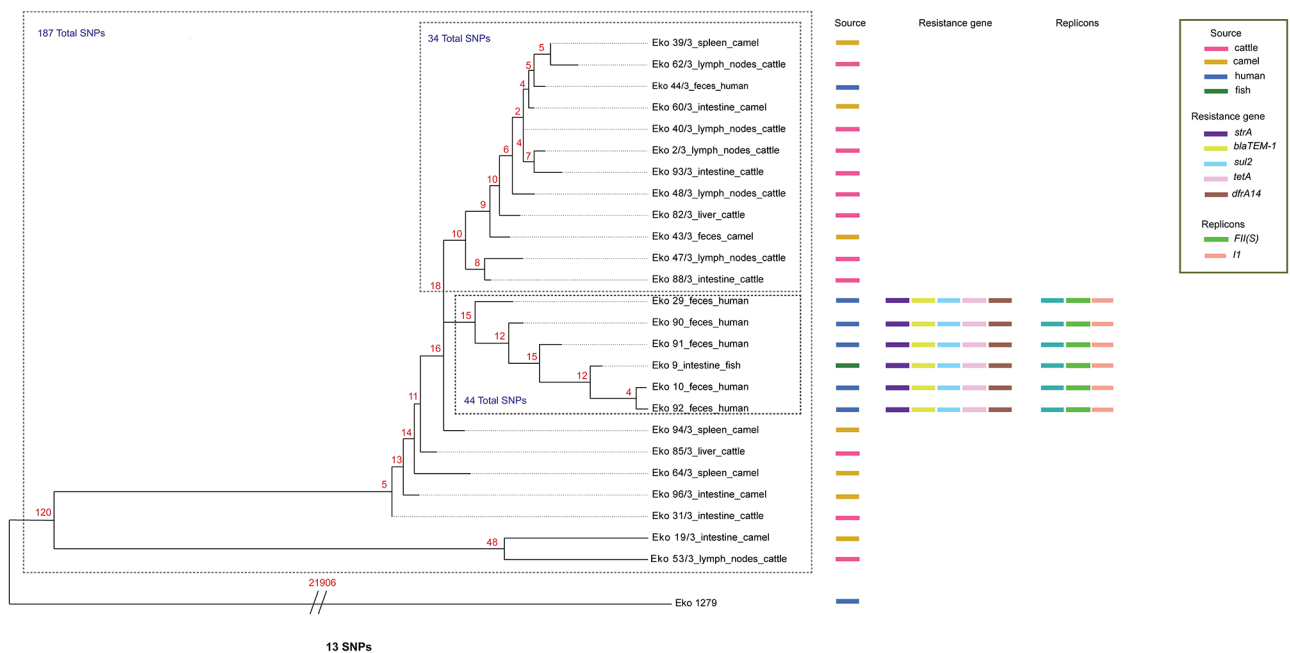 187 Total SNPs
34 Total SNPs
Source
Resistance gene
Replicons
5
Eko 39/3_spleen_camel
5
Eko 62/3_lymph_nodes_cattle
4
Eko 44/3_feces_human
2
Eko 60/3_intestine_camel
Eko 40/3_lymph_nodes_cattle
4
Eko 2/3_lymph_nodes_cattle
6
7
Eko 93/3_intestine_cattle
10
Eko 48/3_lymph_nodes_cattle
9
Eko 82/3_liver_cattle
10
Eko 43/3_feces_camel
8
Eko 47/3_lymph_nodes_cattle
Eko 88/3_intestine_cattle
18
Eko 29_feces_human
15
Eko 90_feces_human
12
Eko 91_feces_human
16
15
Eko 9_intestine_fish
12
Eko 10_feces_human
4
44 Total SNPs
Eko 92_feces_human
11
Eko 94/3_spleen_camel
14
Eko 85/3_liver_cattle
13
Eko 64/3_spleen_camel
5
Eko 96/3_intestine_camel
120
Eko 31/3_intestine_cattle
48
Eko 19/3_intestine_camel
Eko 53/3_lymph_nodes_cattle
21906
Eko 1279
13 SNPs
Source
cattle
camel
human
fish
Resistance gene
strA
blaTEM-1
sul2
tetA
dfrA14
Replicons
FII(S)
I1